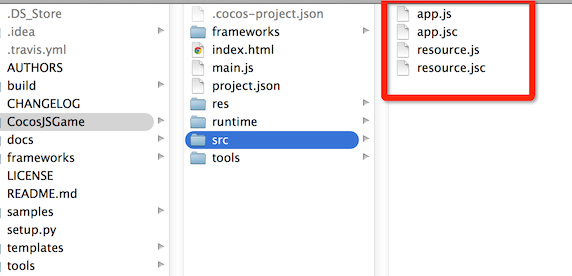 .DS_Store
.idea
.travis.yml
AUTHORS
build
CHANGELOG
CocosJSGame
docs
frameworks
LICENSE
README.md
samples
setup.py
templates
tools
.cocos-project.json
frameworks
index.html
main.js
project.json
res
runtime
src
tools
app.js
app.jsc
resource.js
resource.jsc